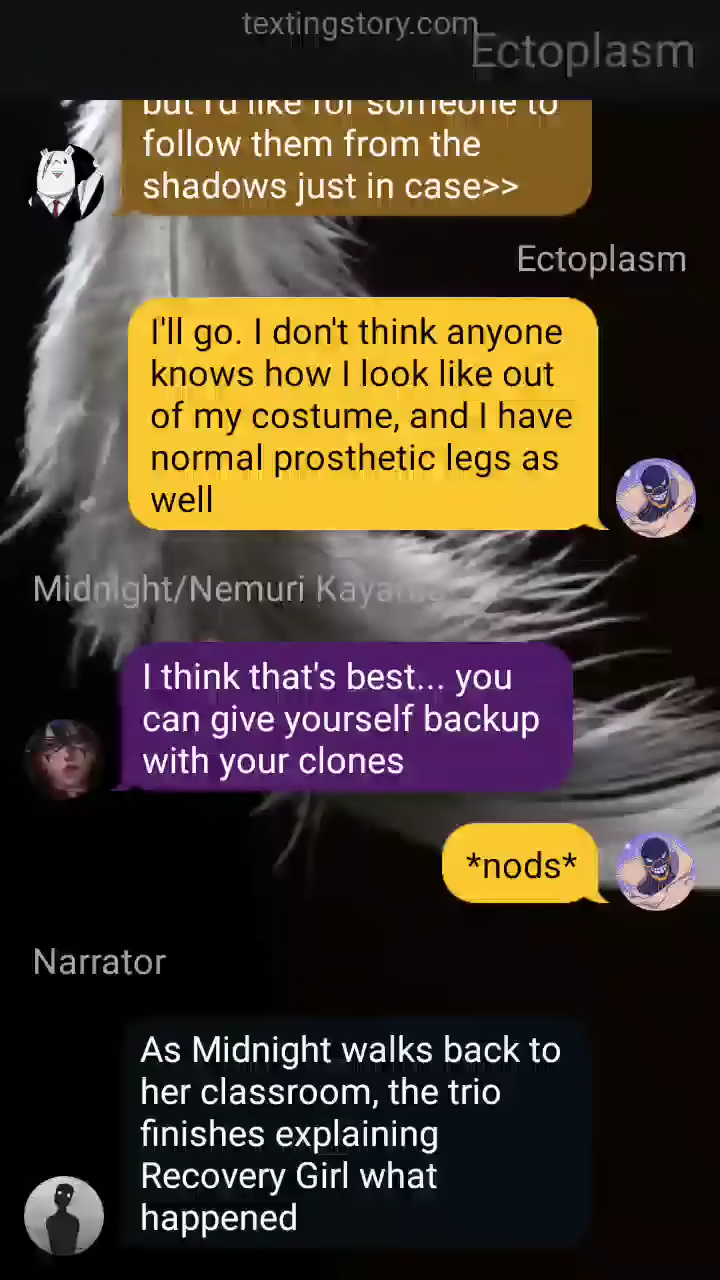 textingstory.com
Ectoplasm
but I'd like for someone to
follow them from the
shadows just in case>>
Ectoplasm
I'll go. I don't think anyone
knows how I look like out
of my costume, and I have
normal prosthetic legs as
well
Midnight/Nemuri Kayama
I think that's best... you
can give yourself backup
with your clones
*nods*
Narrator
As Midnight walks back to
her classroom, the trio
finishes explaining
Recovery Girl what
happened